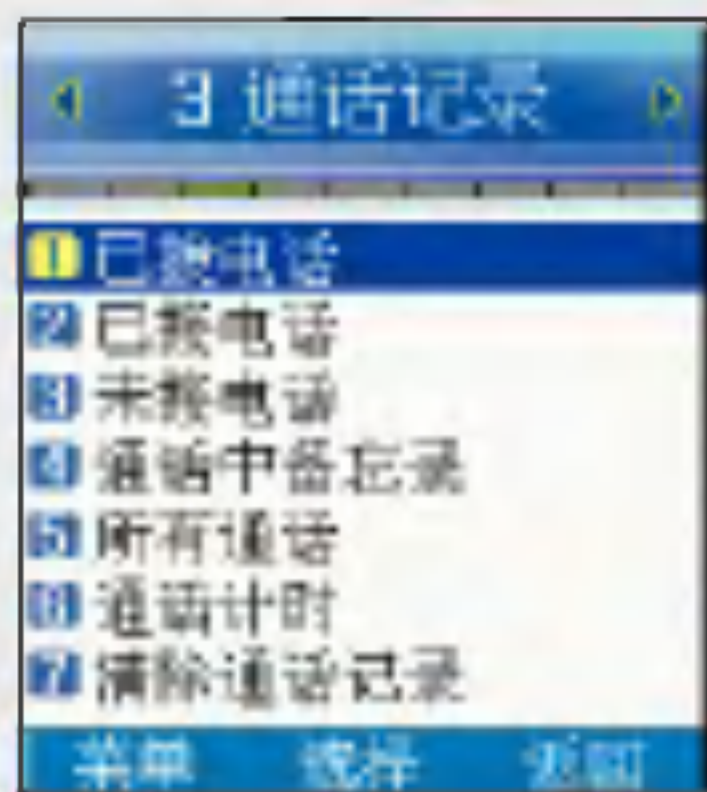 3 通话记录
1 已拨电话
2 已接电话
3 未接电话
4 通话中备忘录
5 所有通话
6 通话计时
7 清除通话记录
菜单 选择 返回